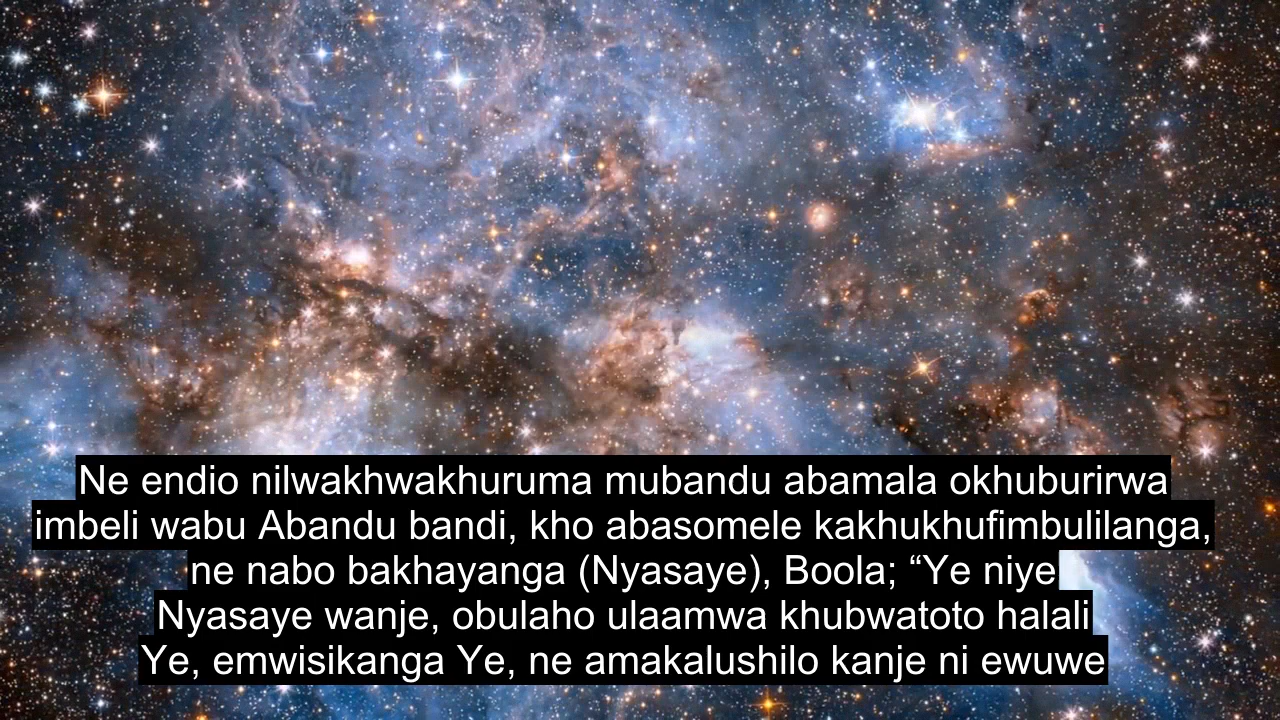 Ne endio nilwakhwakhuruma mubandu abamala okhuburirwa
imbeli wabu Abandu bandi, kho abasomele kakhukhufimbulilanga,
ne nabo bakhayanga (Nyasaye), Boola; “Ye niye
Nyasaye wanje, obulaho ulaamwa khubwatoto halali
Ye, emwisikanga Ye, ne amakalushilo kanje ni ewuwe